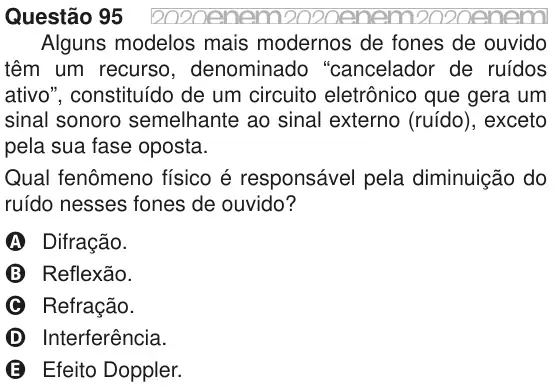 Questão 95 2020enem2020enem2020enem
Alguns modelos mais modernos de fones de ouvido
têm um recurso, denominado “cancelador de ruídos
ativo”, constituído de um circuito eletrônico que gera um
sinal sonoro semelhante ao sinal externo (ruído), exceto
pela sua fase oposta.
Qual fenômeno físico é responsável pela diminuição do
ruído nesses fones de ouvido?
A Difração.
B Reflexão.
C Refração.
D Interferência.
E Efeito Doppler.